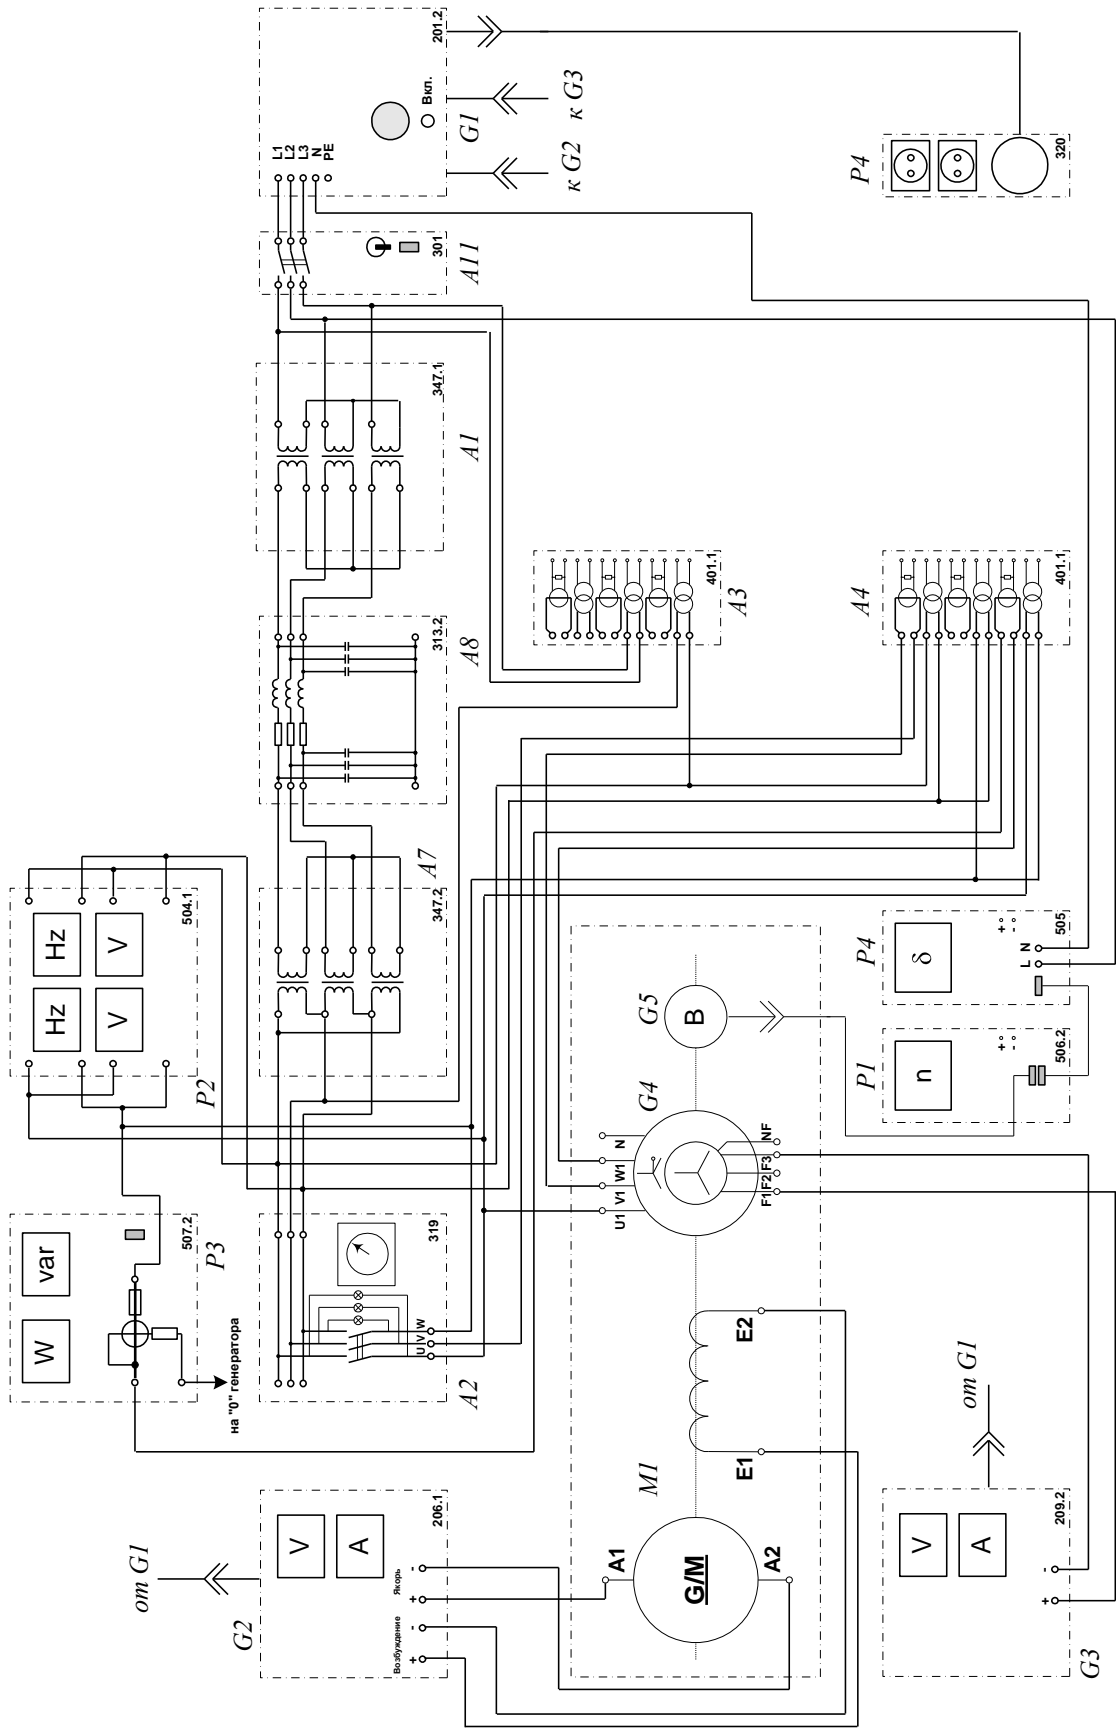 от G1
G2
206.1
V
A
Якорь
Возбуждение
+
-
+
-
W
var
507.2
P3
на "0" генератора
Hz
Hz
V
V
504.1
P2
319
U
V
W
A2
347.2
A7
313.2
A8
347.1
A1
301
A11
201.2
L1
L2
L3
N
PE
Вкл.
G1
к G2
к G3
401.1
A3
401.1
A4
P4
320
M1
G/M
A1
A2
E1
E2
G4
U1
V1
W1
N
F1
F2
F3
NF
G5
B
P1
n
+
-
506.2
P4
δ
+
-
L
N
505
от G1
209.2
V
A
+
-
G3